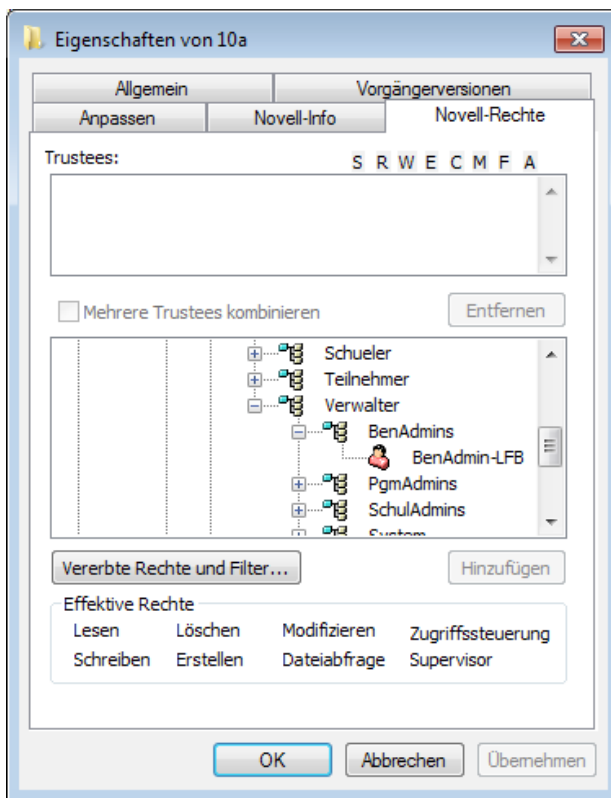 Eigenschaften von 10a
Allgemein Vorgängerversionen
Anpassen Novell-Info Novell-Rechte
Trustees: S R W E C M F A
Mehrere Trustees kombinieren Entfernen
Schueler
Teilnehmer
Verwalter
BenAdmins
BenAdmin-LFB
PgmAdmins
SchulAdmins
System
Vererbte Rechte und Filter... Hinzufügen
Effektive Rechte
Lesen Löschen Modifizieren Zugriffssteuerung
Schreiben Erstellen Dateiabfrage Supervisor
OK Abbrechen Übernehmen